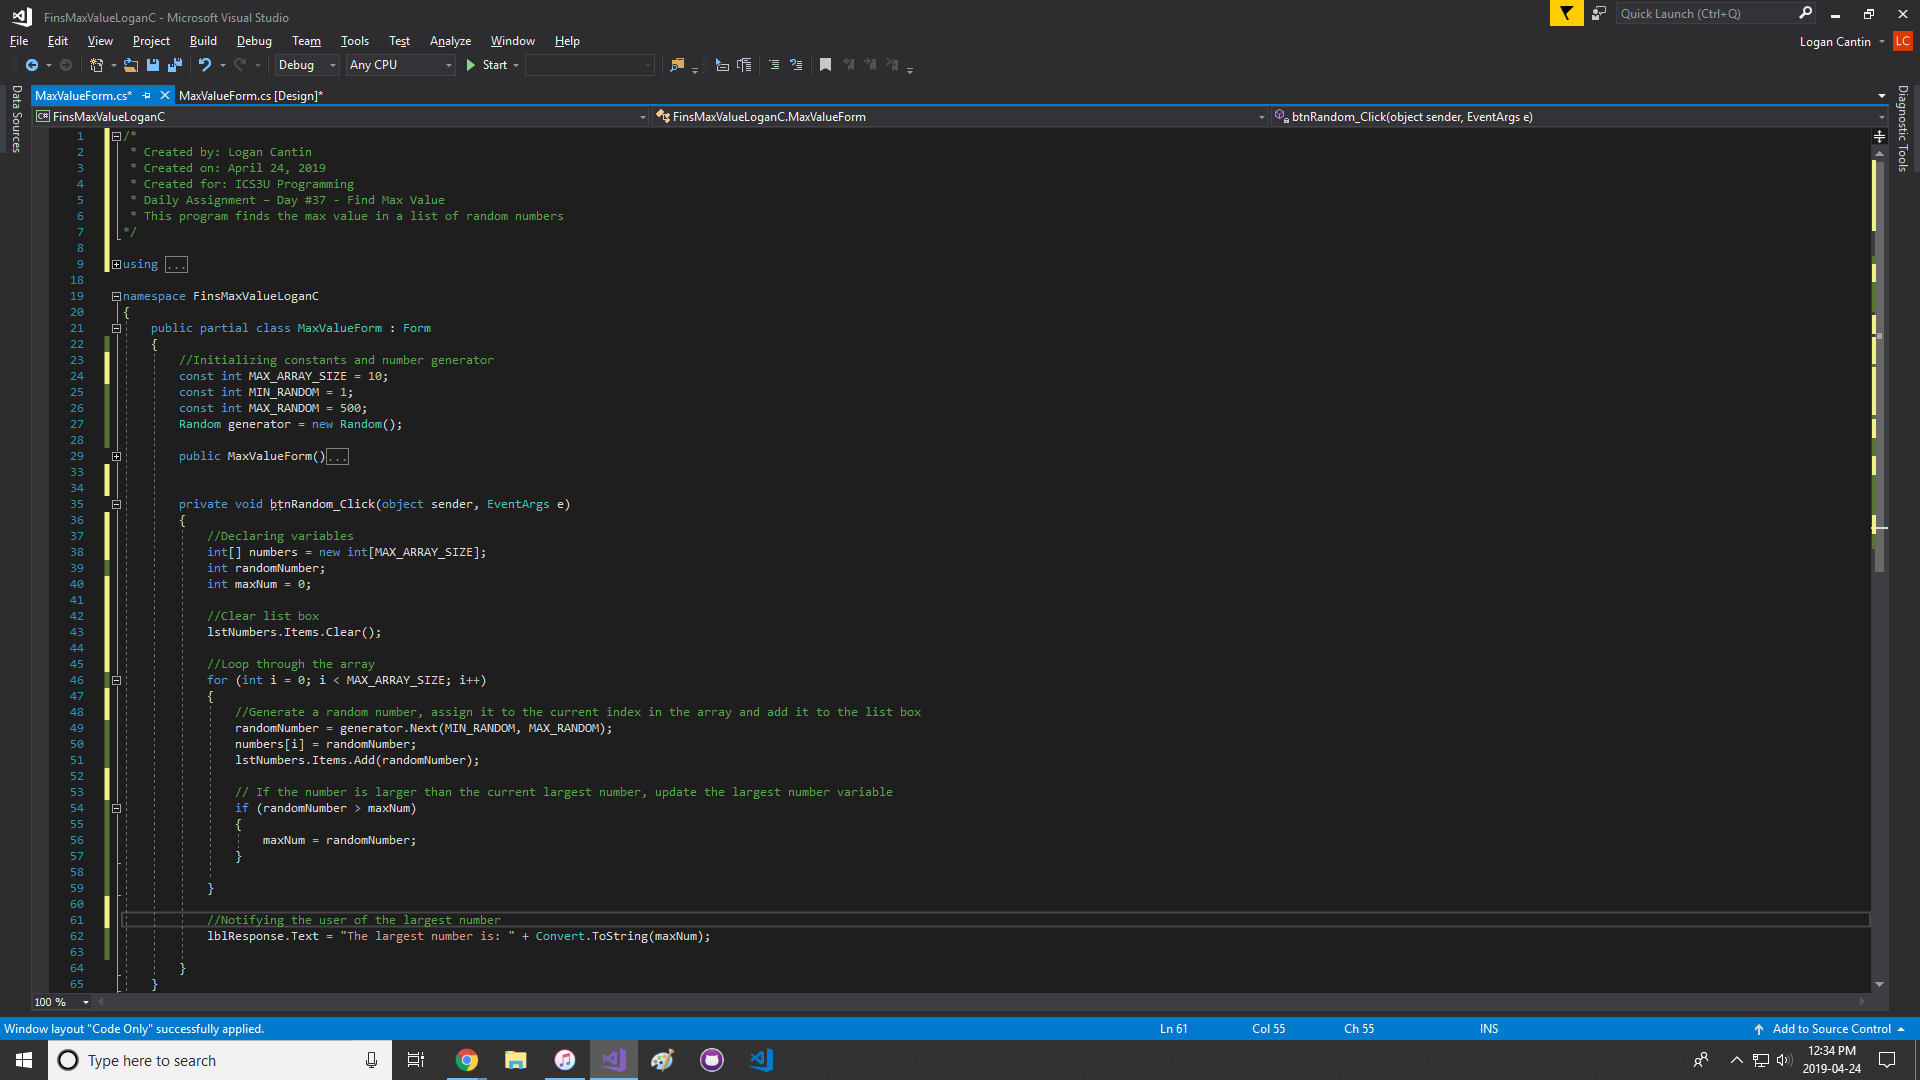 FinsMaxValueLoganC - Microsoft Visual Studio
Quick Launch (Ctrl+Q)
File Edit View Project Build Debug Team Tools Test Analyze Window Help
Logan Cantin LC
Debug Any CPU Start
Data Sources
MaxValueForm.cs* MaxValueForm.cs [Design]*
Diagnostic Tools
C# FinsMaxValueLoganC FinsMaxValueLoganC.MaxValueForm btnRandom_Click(object sender, EventArgs e)
1 /*
2 * Created by: Logan Cantin
3 * Created on: April 24, 2019
4 * Created for: ICS3U Programming
5 * Daily Assignment – Day #37 - Find Max Value
6 * This program finds the max value in a list of random numbers
7 */
8
9 using ...
18
19 namespace FinsMaxValueLoganC
20 {
21 public partial class MaxValueForm : Form
22 {
23 //Initializing constants and number generator
24 const int MAX_ARRAY_SIZE = 10;
25 const int MIN_RANDOM = 1;
26 const int MAX_RANDOM = 500;
27 Random generator = new Random();
28
29 public MaxValueForm()...
33
34
35 private void btnRandom_Click(object sender, EventArgs e)
36 {
37 //Declaring variables
38 int[] numbers = new int[MAX_ARRAY_SIZE];
39 int randomNumber;
40 int maxNum = 0;
41
42 //Clear list box
43 lstNumbers.Items.Clear();
44
45 //Loop through the array
46 for (int i = 0; i < MAX_ARRAY_SIZE; i++)
47 {
48 //Generate a random number, assign it to the current index in the array and add it to the list box
49 randomNumber = generator.Next(MIN_RANDOM, MAX_RANDOM);
50 numbers[i] = randomNumber;
51 lstNumbers.Items.Add(randomNumber);
52
53 // If the number is larger than the current largest number, update the largest number variable
54 if (randomNumber > maxNum)
55 {
56 maxNum = randomNumber;
57 }
58
59 }
60
61 //Notifying the user of the largest number
62 lblResponse.Text = "The largest number is: " + Convert.ToString(maxNum);
63
64 }
65 }
100 %
Window layout "Code Only" successfully applied. Ln 61 Col 55 Ch 55 INS Add to Source Control
Type here to search
12:34 PM
2019-04-24